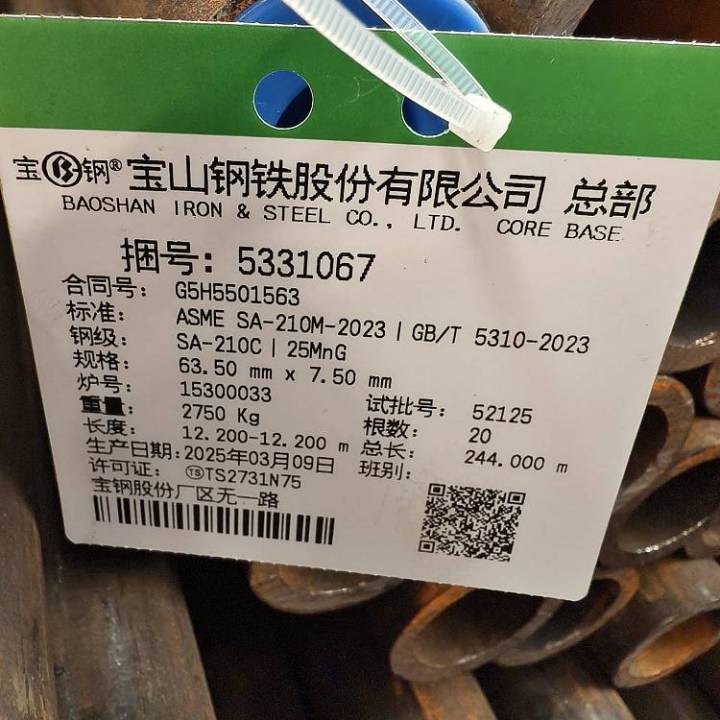 宝钢® 宝山钢铁股份有限公司 总部
BAOSHAN IRON & STEEL CO., LTD. CORE BASE
捆号: 5331067
合同号: G5H5501563
标准: ASME SA-210M-2023 | GB/T 5310-2023
钢级: SA-210C | 25MnG
规格: 63.50 mm x 7.50 mm
炉号: 15300033 试批号: 52125
重量: 2750 Kg 根数: 20
长度: 12.200-12.200 m 总长: 244.000 m
生产日期: 2025年03月09日 班别:
许可证: TS TS2731N75
宝钢股份厂区无一路